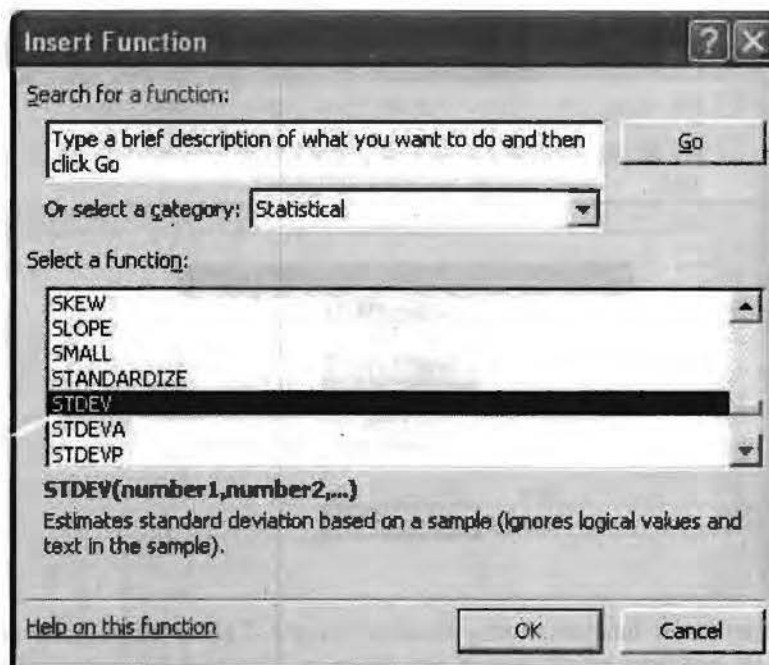 Insert Function
?
Search for a function:
Type a brief description of what you want to do and then
click Go
Go
Or select a category: Statistical
Select a function:
SKEW
SLOPE
SMALL
STANDARDIZE
STDEV
STDEVA
STDEVP
STDEV(number1,number2,...)
Estimates standard deviation based on a sample (ignores logical values and
text in the sample).
Help on this function
OK
Cancel